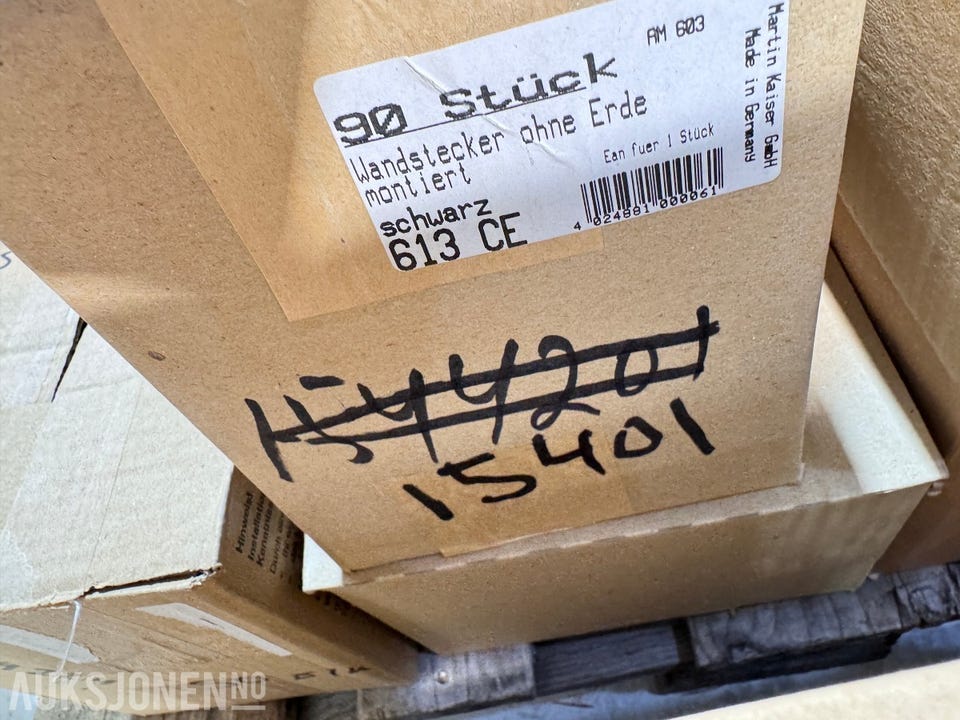 AM 603
90 Stück
Wandstecker ohne Erde
montiert
Ean fuer 1 Stück
schwarz
613 CE
4 024881 000061
Martin Kaiser GmbH
Made in Germany
15401
Hinweise!
AUKSJONEN.NO